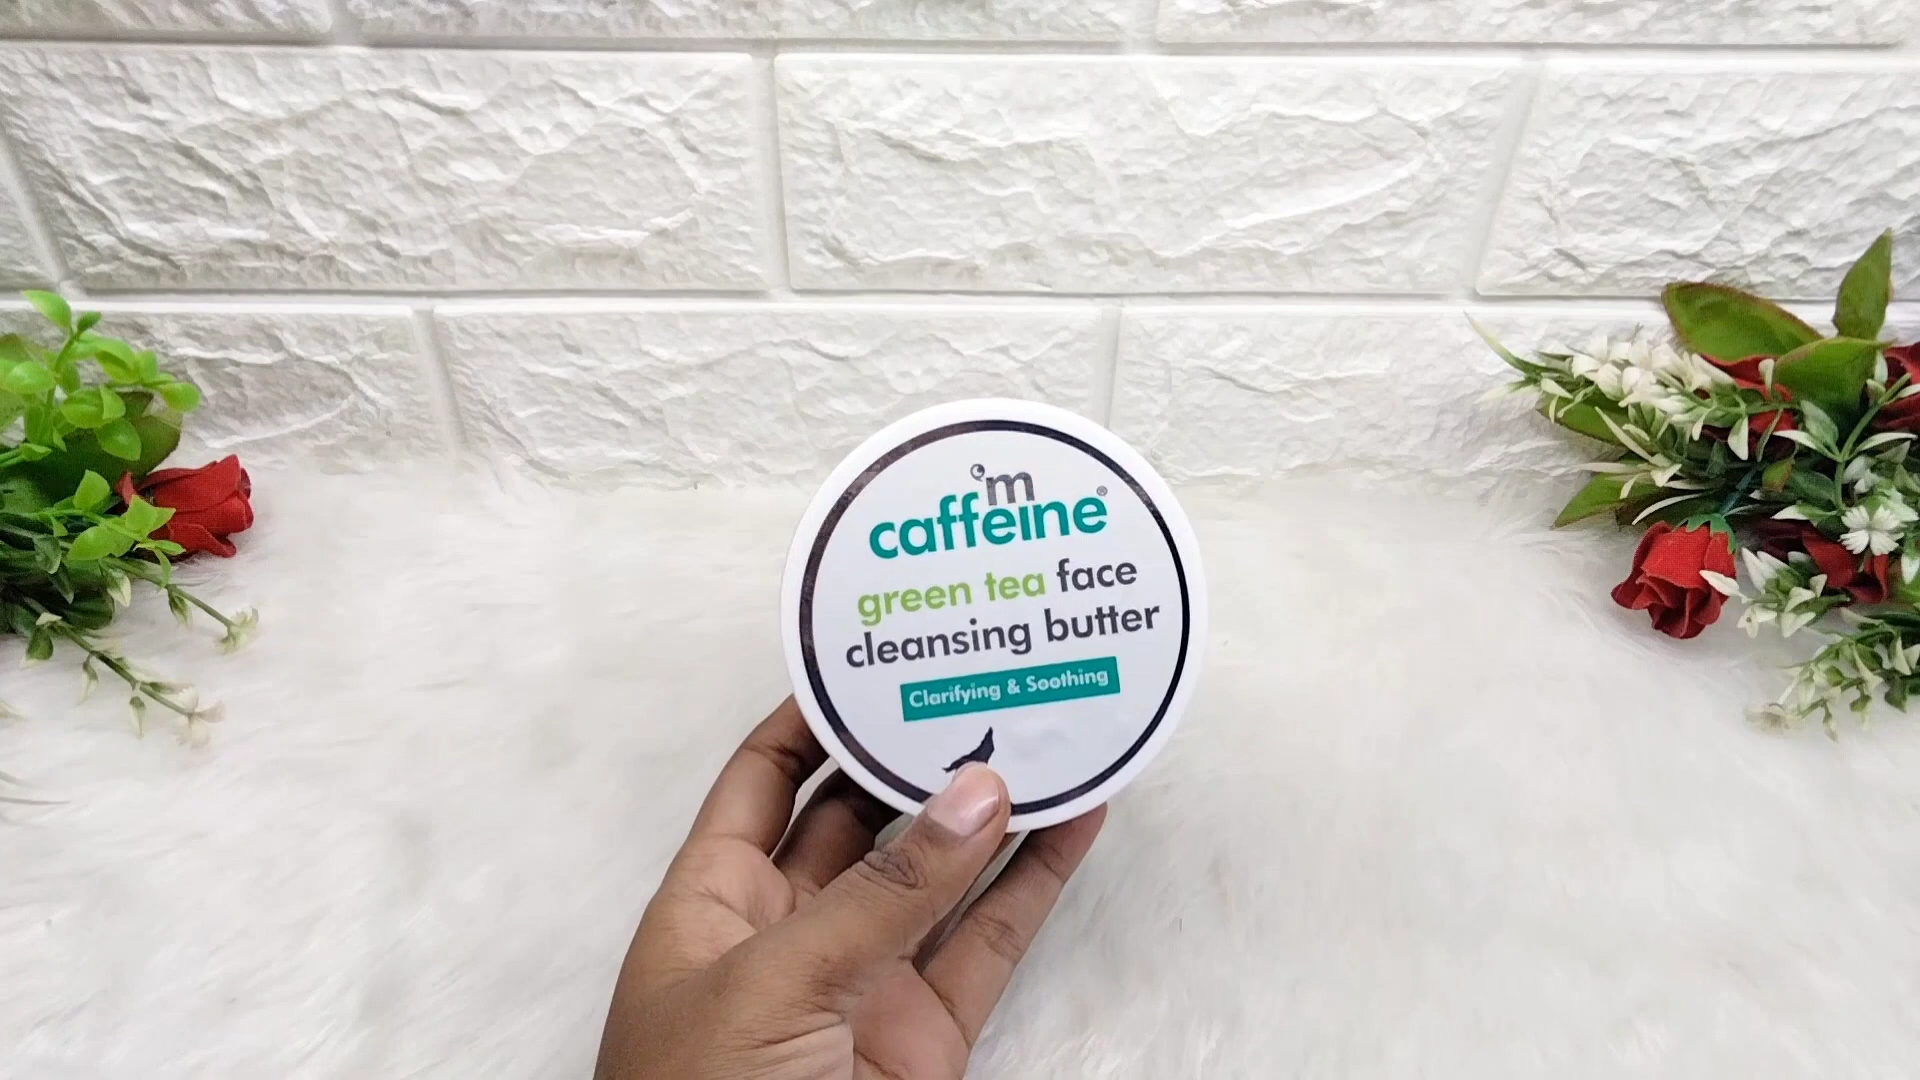 'm
caffeine®
green tea face
cleansing butter
Clarifying & Soothing